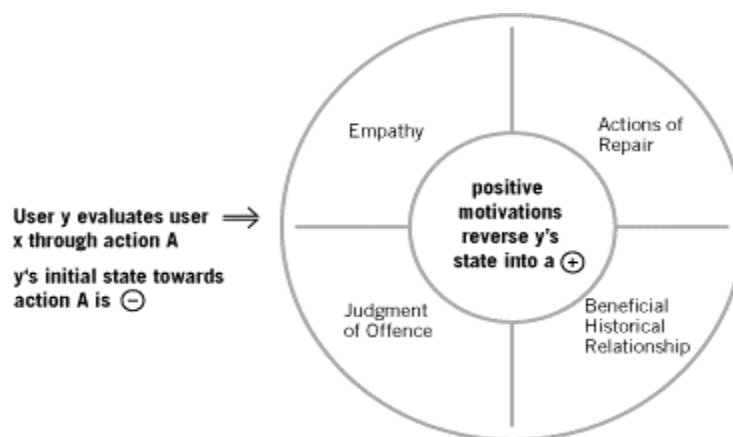 Empathy
Actions of
Repair
positive
motivations
reverse y's
state into a ⊕
User y evaluates user ⇒
x through action A
y's initial state towards
action A is ⊖
Judgment
of Offence
Beneficial
Historical
Relationship